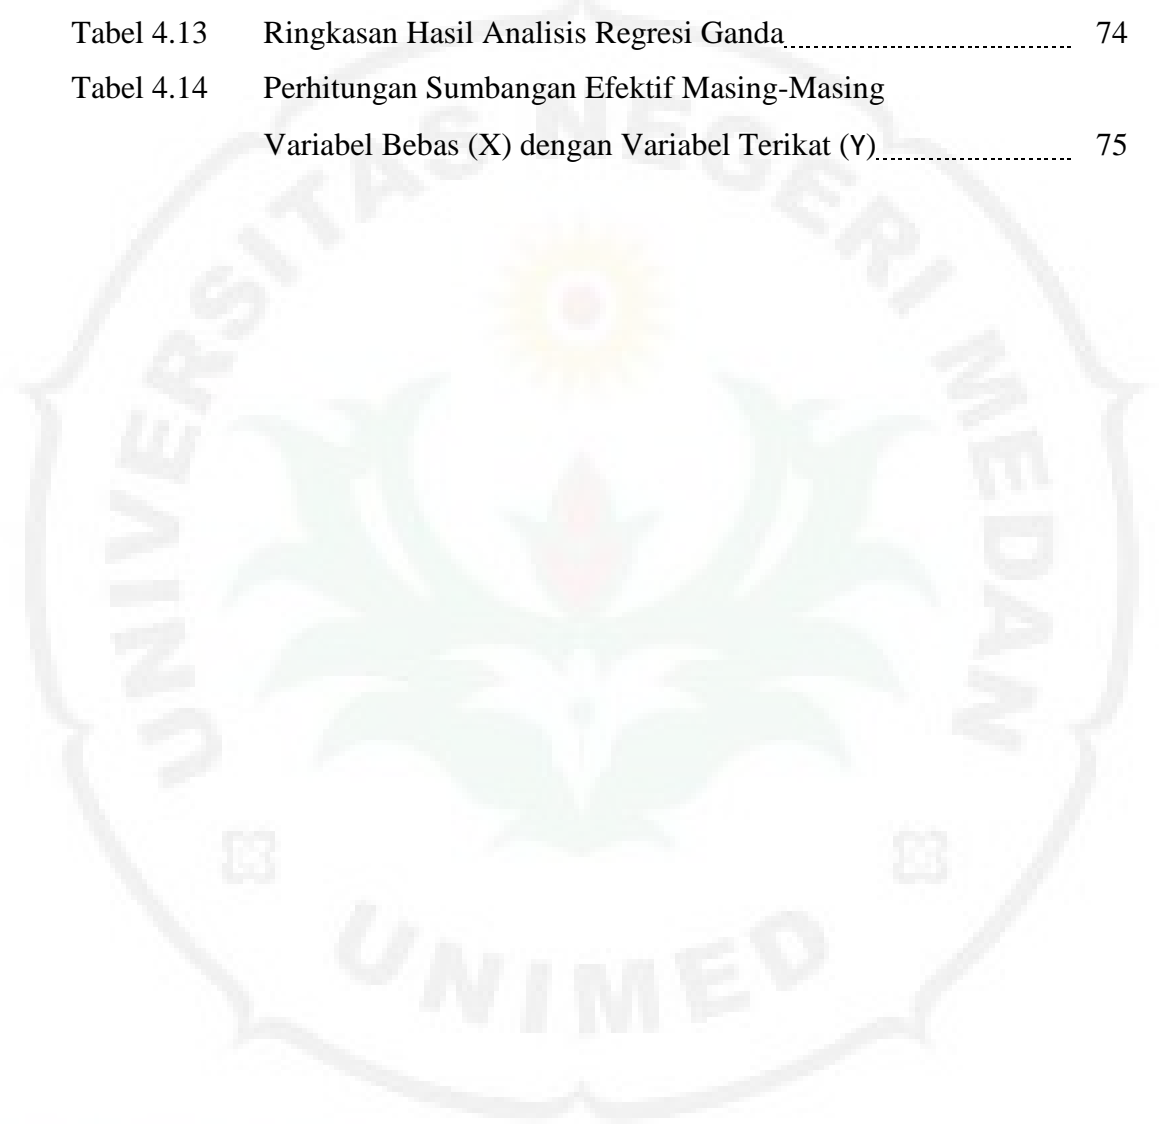 Tabel 4.13 Ringkasan Hasil Analisis Regresi Ganda 74
Tabel 4.14 Perhitungan Sumbangan Efektif Masing-Masing
Variabel Bebas (X) dengan Variabel Terikat (Y) 75
UNIVERSITAS NEGERI MEDAN
UNIMED